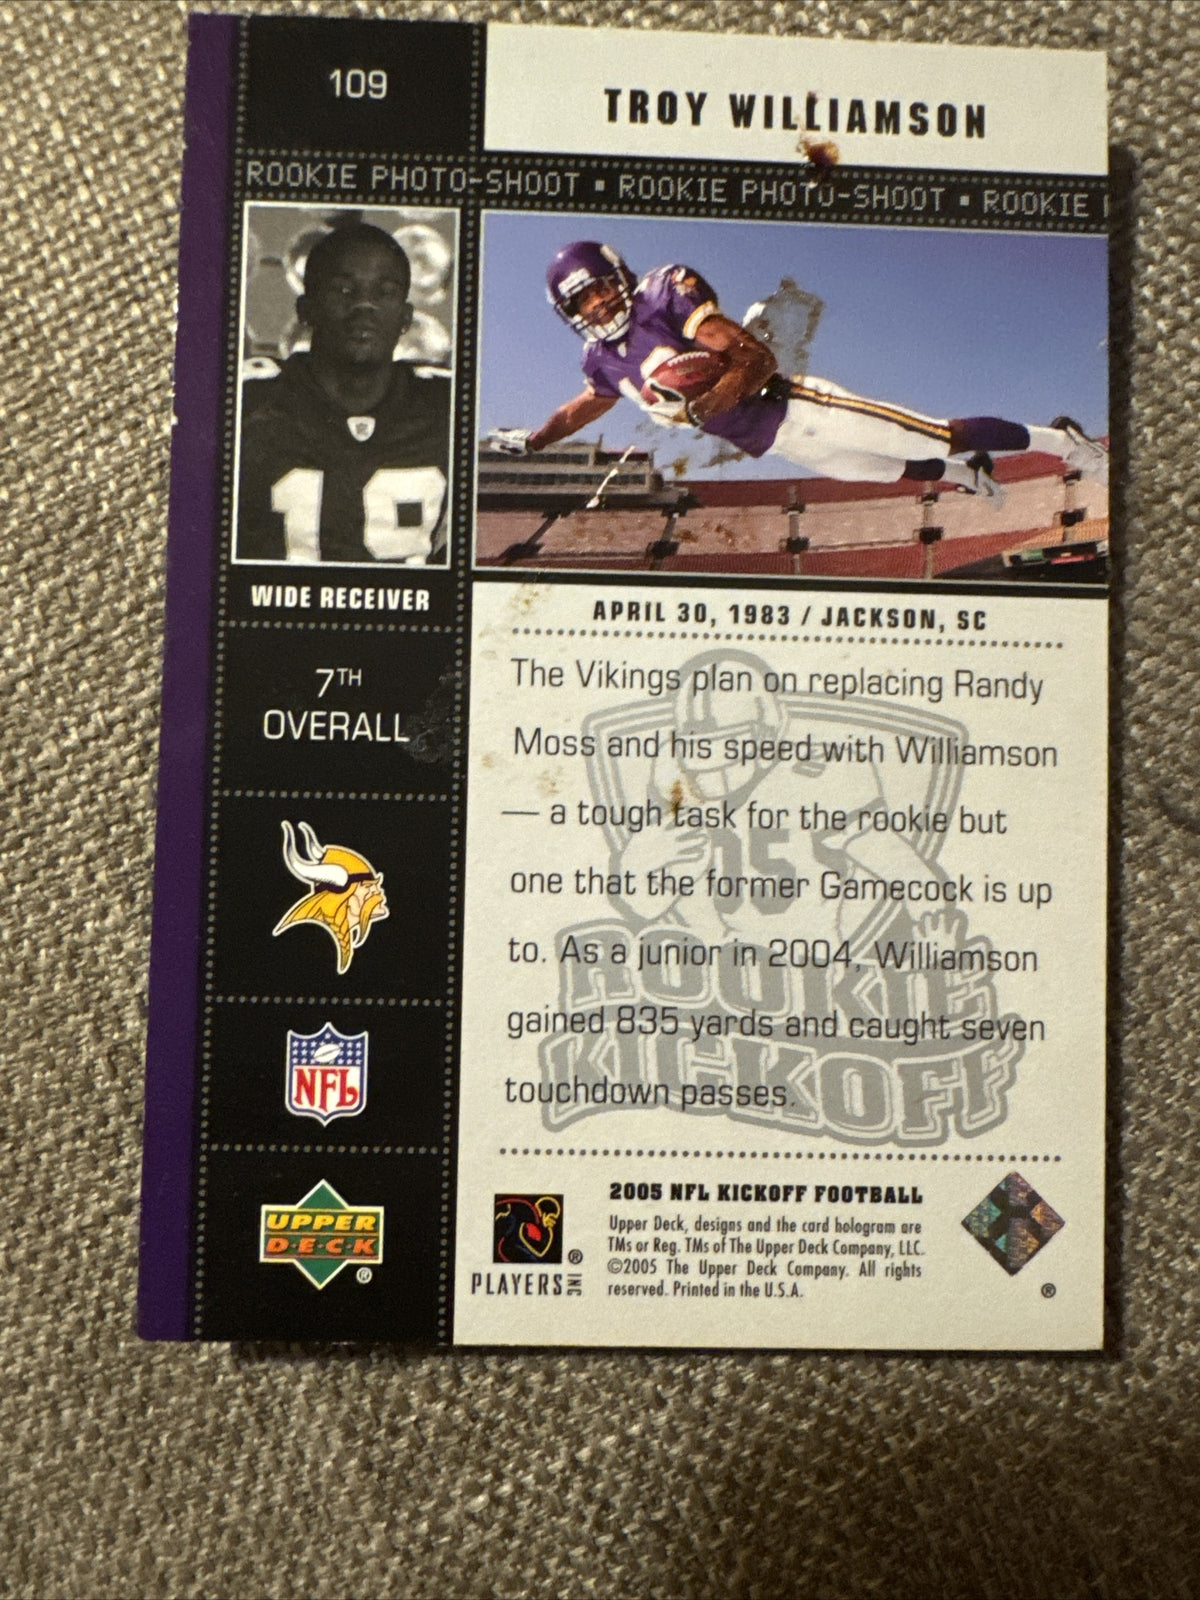 109
TROY WILLIAMSON
ROOKIE PHOTO-SHOOT ▪ ROOKIE PHOTO-SHOOT ▪ ROOKIE
19
WIDE RECEIVER
7TH
OVERALL
APRIL 30, 1983 / JACKSON, SC
The Vikings plan on replacing Randy
Moss and his speed with Williamson
— a tough task for the rookie but
one that the former Gamecock is up
to. As a junior in 2004, Williamson
gained 835 yards and caught seven
touchdown passes.
05
ROOKIE
KICKOFF
NFL
UPPER
D·E·C·K
®
PLAYERS INC
®
2005 NFL KICKOFF FOOTBALL
Upper Deck, designs and the card hologram are
TMs or Reg. TMs of The Upper Deck Company, LLC.
©2005 The Upper Deck Company. All rights
reserved. Printed in the U.S.A.
®